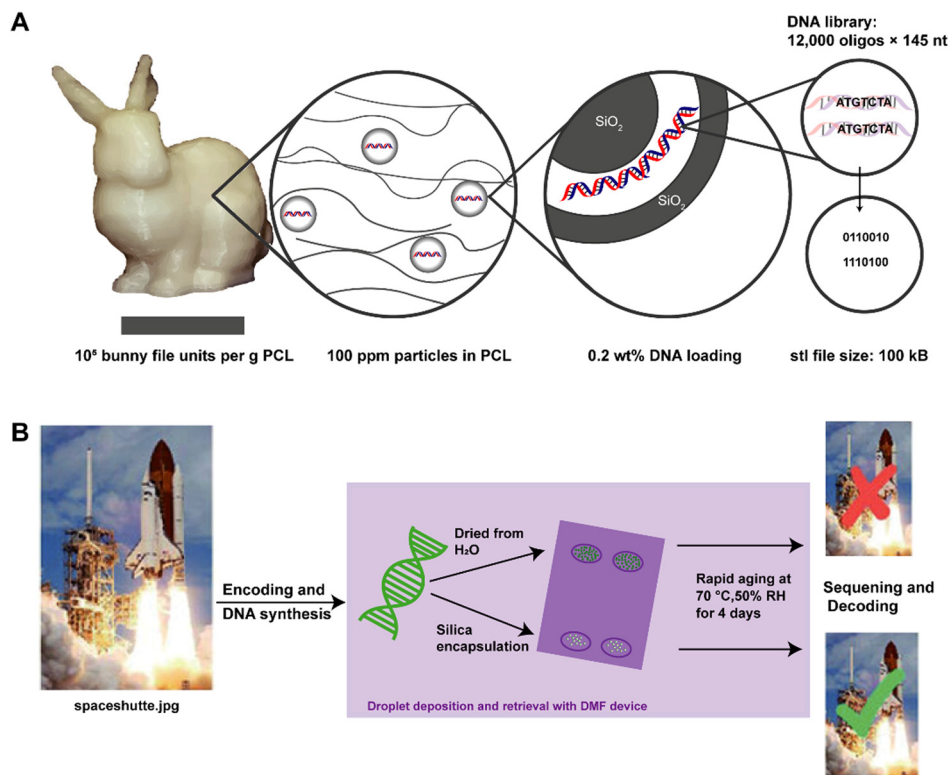 A
DNA library:
12,000 oligos × 145 nt
ATGTCTA
ATGTCTA
SiO₂
SiO₂
0110010
1110100
10⁵ bunny file units per g PCL
100 ppm particles in PCL
0.2 wt% DNA loading
stl file size: 100 kB
B
Encoding and
DNA synthesis
Dried from
H₂O
Silica
encapsulation
Rapid aging at
70 °C,50% RH
for 4 days
Sequening and
Decoding
spaceshutte.jpg
Droplet deposition and retrieval with DMF device